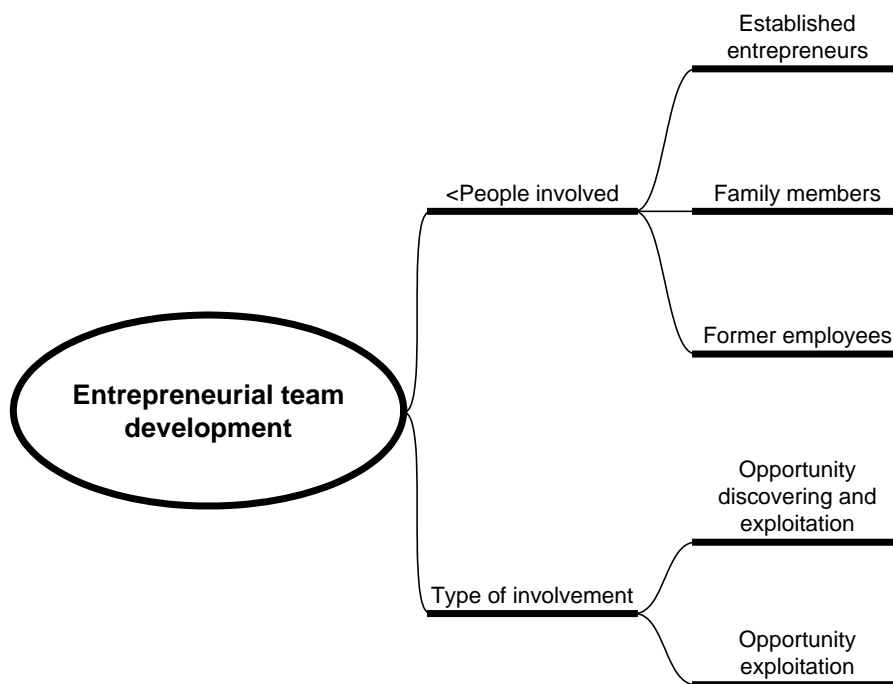 Established
entrepreneurs
<People involved
Family members
Former employees
Entrepreneurial team
development
Opportunity
discovering and
exploitation
Type of involvement
Opportunity
exploitation